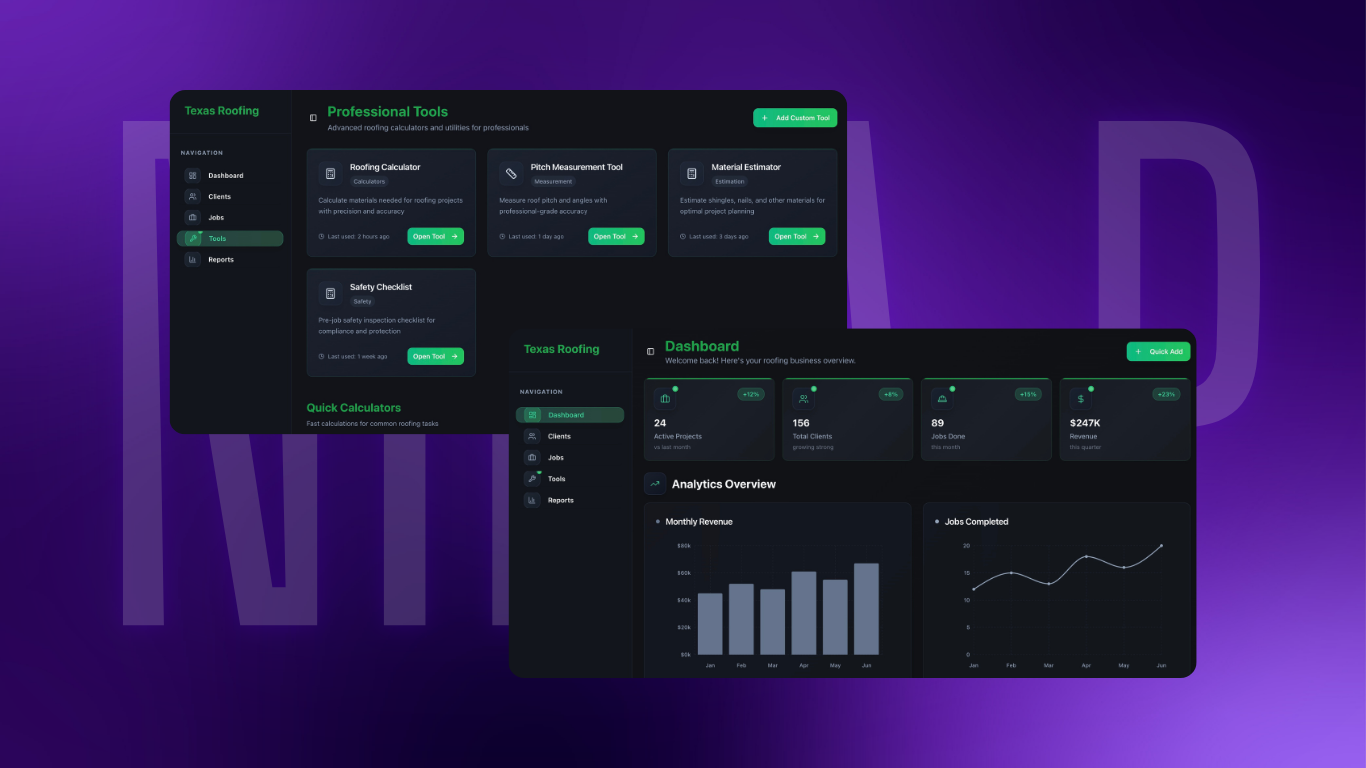 Texas Roofing
NAVIGATION
Dashboard
Clients
Jobs
Tools
Reports
Professional Tools
Advanced roofing calculators and utilities for professionals
+ Add Custom Tool
Roofing Calculator
Calculators
Calculate materials needed for roofing projects
with precision and accuracy
Last used: 2 hours ago
Open Tool →
Pitch Measurement Tool
Measurement
Measure roof pitch and angles with
professional-grade accuracy
Last used: 1 day ago
Open Tool →
Material Estimator
Estimation
Estimate shingles, nails, and other materials for
optimal project planning
Last used: 3 days ago
Open Tool →
Safety Checklist
Safety
Pre-job safety inspection checklist for
compliance and protection
Last used: 1 week ago
Open Tool →
Quick Calculators
Fast calculations for common roofing tasks
Texas Roofing
NAVIGATION
Dashboard
Clients
Jobs
Tools
Reports
Dashboard
Welcome back! Here's your roofing business overview.
+ Quick Add
+12%
24
Active Projects
vs last month
+8%
156
Total Clients
growing strong
+15%
89
Jobs Done
this month
+23%
$247K
Revenue
this quarter
Analytics Overview
Monthly Revenue
$80k
$60k
$40k
$20k
$0k
Jan Feb Mar Apr May Jun
Jobs Completed
20
15
10
5
0
Jan Feb Mar Apr May Jun